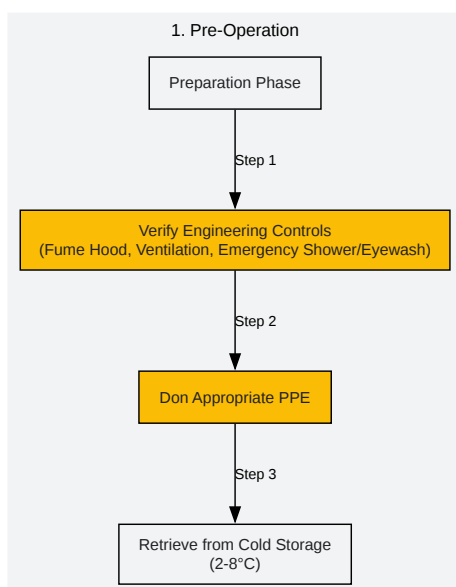 1. Pre-Operation
Preparation Phase
Step 1
Verify Engineering Controls
(Fume Hood, Ventilation, Emergency Shower/Eyewash)
Step 2
Don Appropriate PPE
Step 3
Retrieve from Cold Storage
(2-8°C)